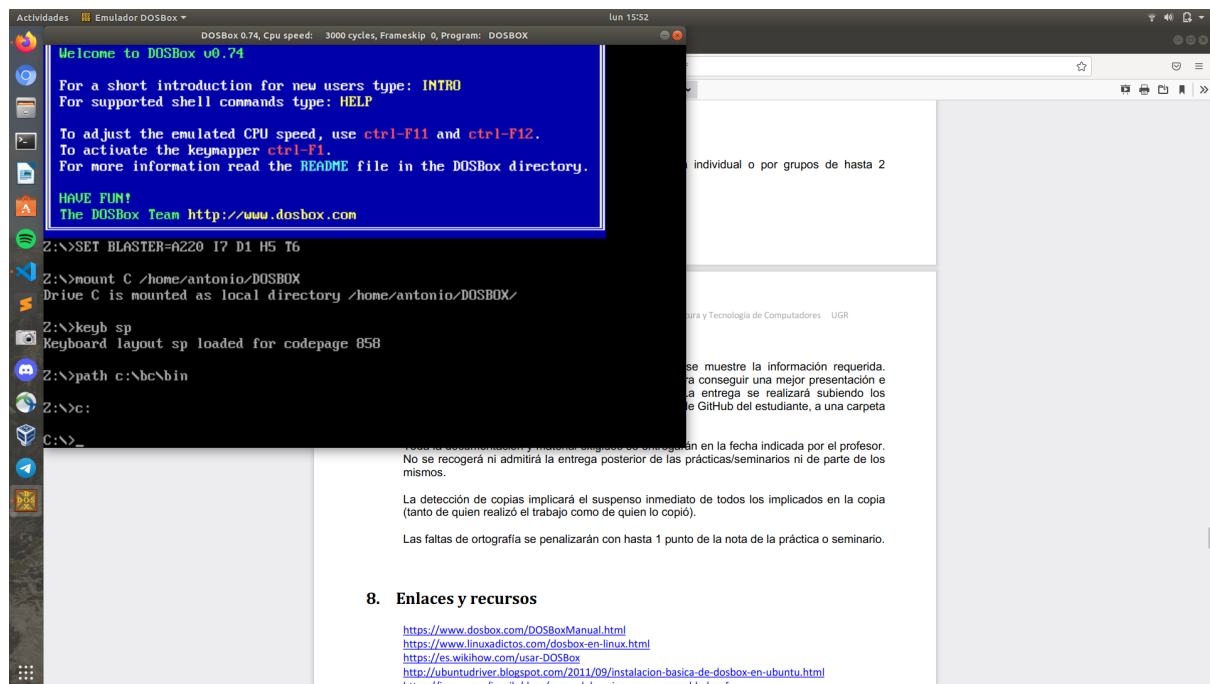 Actividades Emulador DOSBox lun 15:52
DOSBox 0.74, Cpu speed: 3000 cycles, Frameskip 0, Program: DOSBOX
Welcome to DOSBox v0.74
For a short introduction for new users type: INTRO
For supported shell commands type: HELP
To adjust the emulated CPU speed, use ctrl-F11 and ctrl-F12.
To activate the keymapper ctrl-F1.
For more information read the README file in the DOSBox directory.
HAVE FUN!
The DOSBox Team http://www.dosbox.com
Z:\>SET BLASTER=A220 I7 D1 H5 T6
Z:\>mount C /home/antonio/DOSBOX
Drive C is mounted as local directory /home/antonio/DOSBOX/
Z:\>keyb sp
Keyboard layout sp loaded for codepage 858
Z:\>path c:\bc\bin
Z:\>c:
C:\>_
individual o por grupos de hasta 2
y Tecnología de Computadores UGR
se muestre la información requerida.
conseguir una mejor presentación e
entrega se realizará subiendo los
GitHub del estudiante, a una carpeta
en la fecha indicada por el profesor.
No se recogerá ni admitirá la entrega posterior de las prácticas/seminarios ni de parte de los
mismos.
La detección de copias implicará el suspenso inmediato de todos los implicados en la copia
(tanto de quien realizó el trabajo como de quien lo copió).
Las faltas de ortografía se penalizarán con hasta 1 punto de la nota de la práctica o seminario.
8. Enlaces y recursos
https://www.dosbox.com/DOSBoxManual.html
https://www.linuxadictos.com/dosbox-en-linux.html
https://es.wikihow.com/usar-DOSBox
http://ubuntudriver.blogspot.com/2011/09/instalacion-basica-de-dosbox-en-ubuntu.html